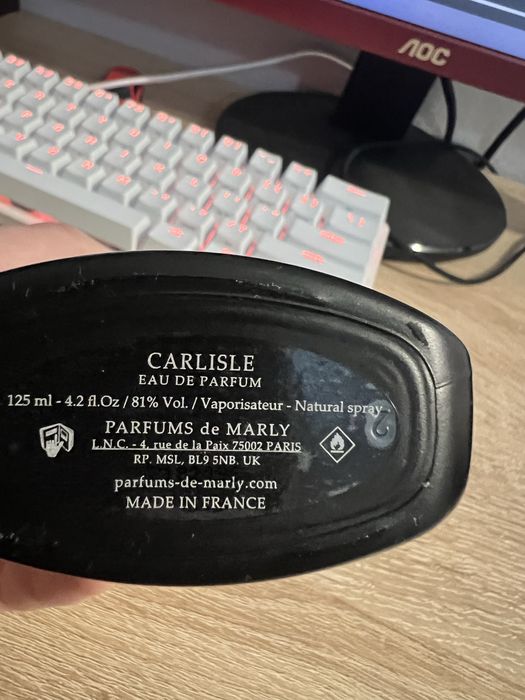 AOC
CARLISLE
EAU DE PARFUM
125 ml - 4.2 fl.Oz / 81% Vol. / Vaporisateur - Natural spray
PARFUMS de MARLY
L.N.C. - 4, rue de la Paix 75002 PARIS
RP. MSL, BL9 5NB. UK
parfums-de-marly.com
MADE IN FRANCE